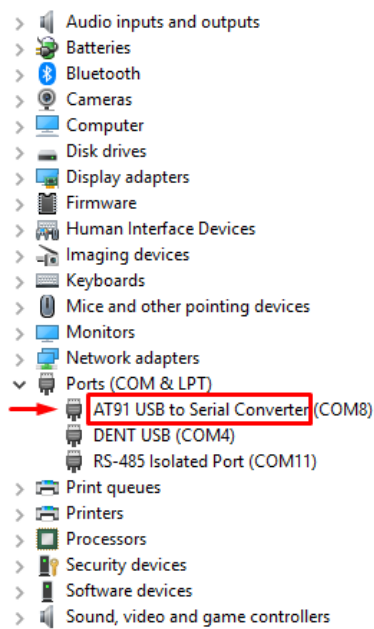 Audio inputs and outputs
Batteries
Bluetooth
Cameras
Computer
Disk drives
Display adapters
Firmware
Human Interface Devices
Imaging devices
Keyboards
Mice and other pointing devices
Monitors
Network adapters
Ports (COM & LPT)
AT91 USB to Serial Converter (COM8)
DENT USB (COM4)
RS-485 Isolated Port (COM11)
Print queues
Printers
Processors
Security devices
Software devices
Sound, video and game controllers